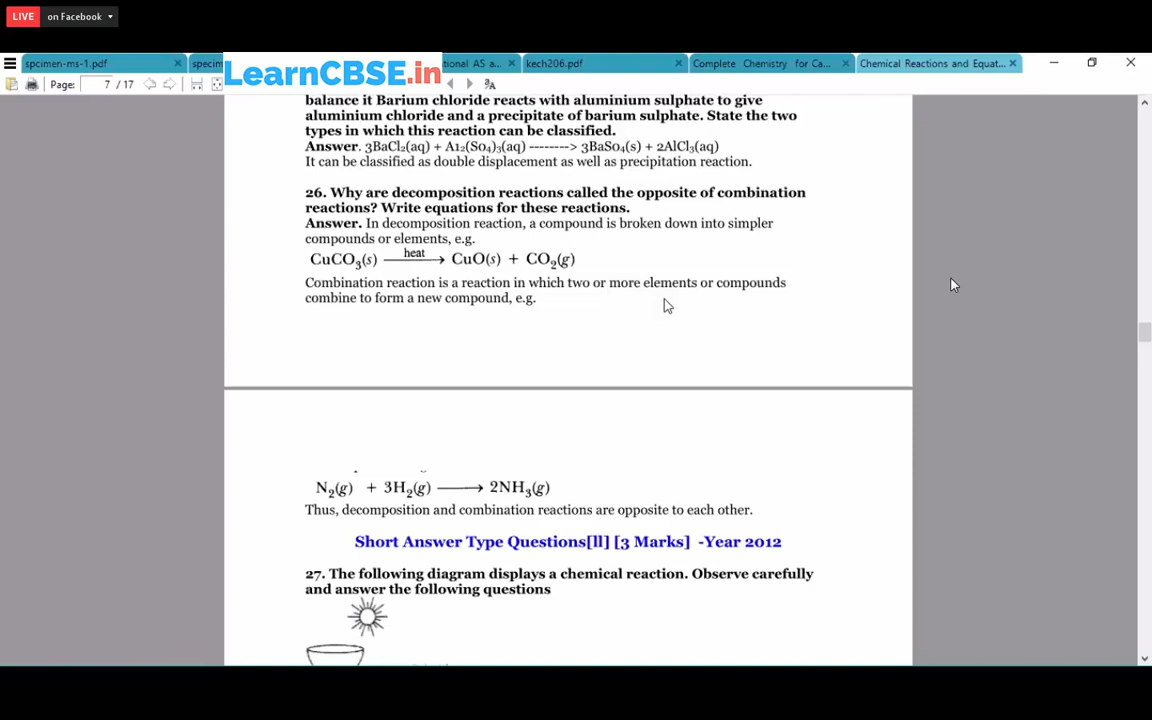 LIVE on Facebook
spcimen-ms-1.pdf
specim
tional AS a...
kech206.pdf
Complete Chemistry for Ca...
Chemical Reactions and Equat...
LearnCBSE.in
Page: 7 / 17
balance it Barium chloride reacts with aluminium sulphate to give
aluminium chloride and a precipitate of barium sulphate. State the two
types in which this reaction can be classified.
Answer. 3BaCl₂(aq) + A1₂(So₄)₃(aq) --------> 3BaSo₄(s) + 2AlCl₃(aq)
It can be classified as double displacement as well as precipitation reaction.
26. Why are decomposition reactions called the opposite of combination
reactions? Write equations for these reactions.
Answer. In decomposition reaction, a compound is broken down into simpler
compounds or elements, e.g.
CuCO₃(s) heat → CuO(s) + CO₂(g)
Combination reaction is a reaction in which two or more elements or compounds
combine to form a new compound, e.g.
N₂(g) + 3H₂(g) → 2NH₃(g)
Thus, decomposition and combination reactions are opposite to each other.
Short Answer Type Questions[ll] [3 Marks] -Year 2012
27. The following diagram displays a chemical reaction. Observe carefully
and answer the following questions